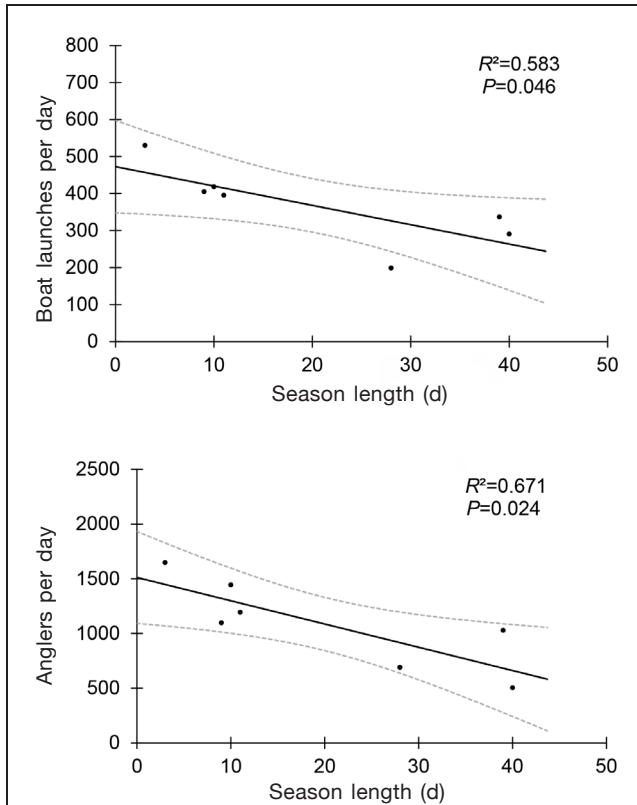 800
700
600
500
400
300
200
100
0
Boat launches per day
R²=0.583
P=0.046
0 10 20 30 40 50
Season length (d)
2500
2000
1500
1000
500
0
Anglers per day
R²=0.671
P=0.024
0 10 20 30 40 50
Season length (d)